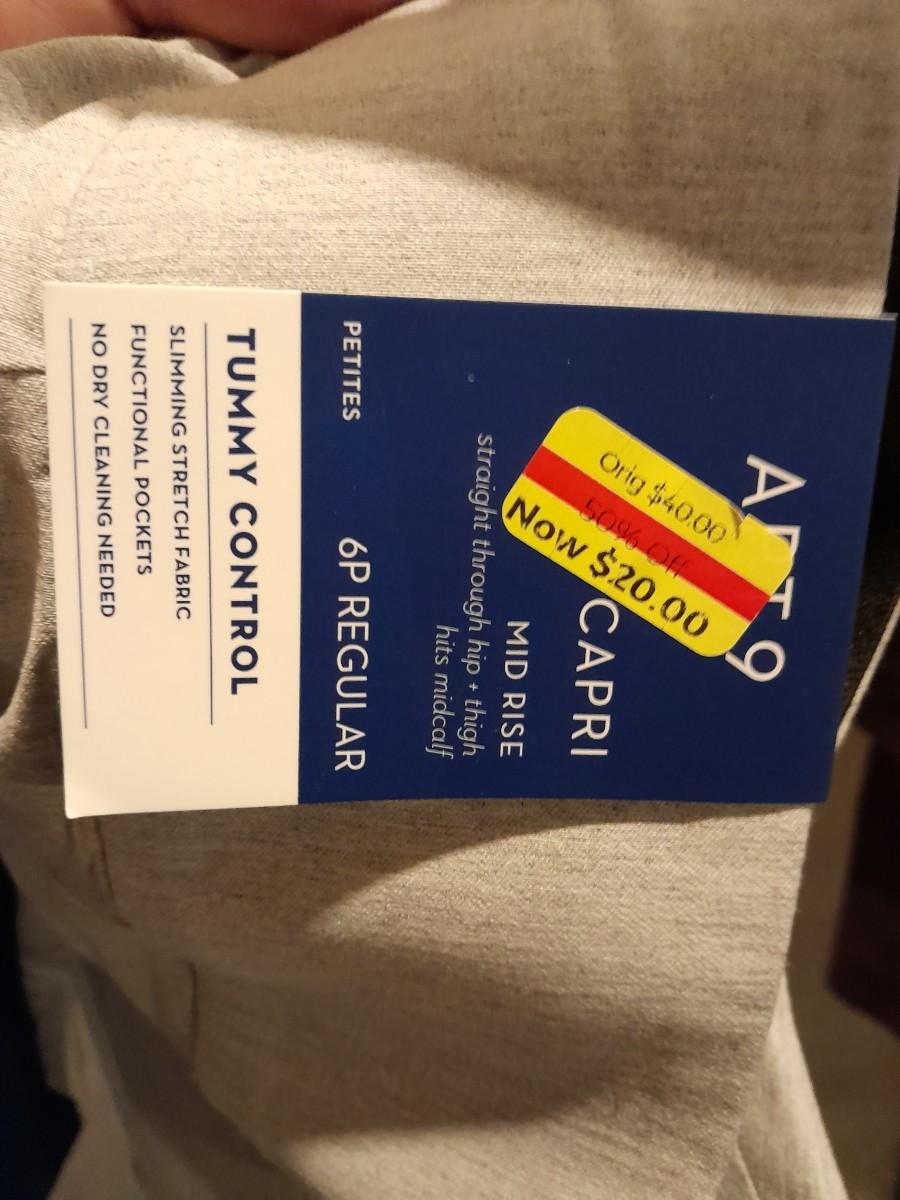 9
Orig $40.00
50% Off
Now $20.00
CAPRI
MID RISE
straight through hip + thigh
hits midcalf
PETITES 6P REGULAR
TUMMY CONTROL
SLIMMING STRETCH FABRIC
FUNCTIONAL POCKETS
NO DRY CLEANING NEEDED